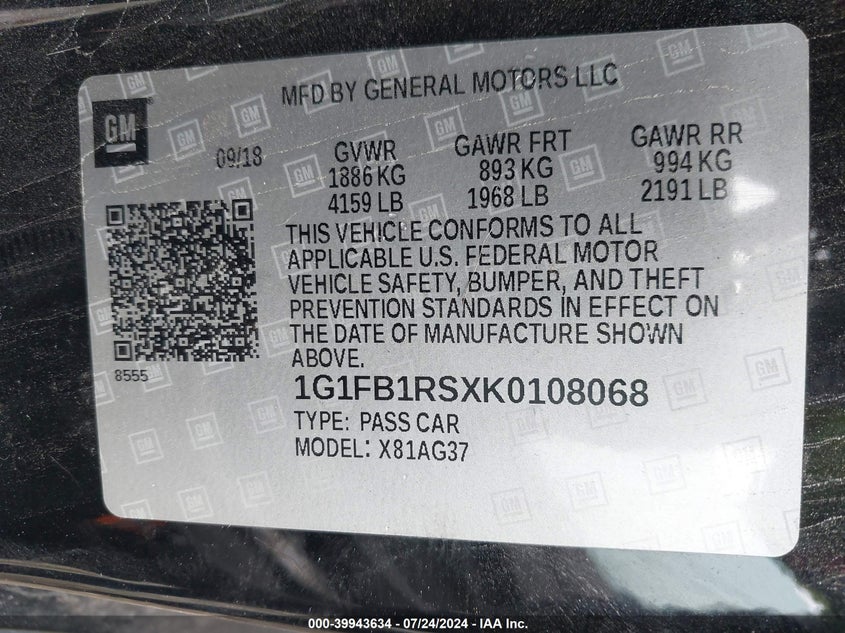 MFD BY GENERAL MOTORS LLC
GM
09/18
GVWR GAWR FRT GAWR RR
1886 KG 893 KG 994 KG
4159 LB 1968 LB 2191 LB
THIS VEHICLE CONFORMS TO ALL
APPLICABLE U.S. FEDERAL MOTOR
VEHICLE SAFETY, BUMPER, AND THEFT
PREVENTION STANDARDS IN EFFECT ON
THE DATE OF MANUFACTURE SHOWN
ABOVE.
8555
1G1FB1RSXK0108068
TYPE: PASS CAR
MODEL: X81AG37
000-39943634 - 07/24/2024 - IAA Inc.